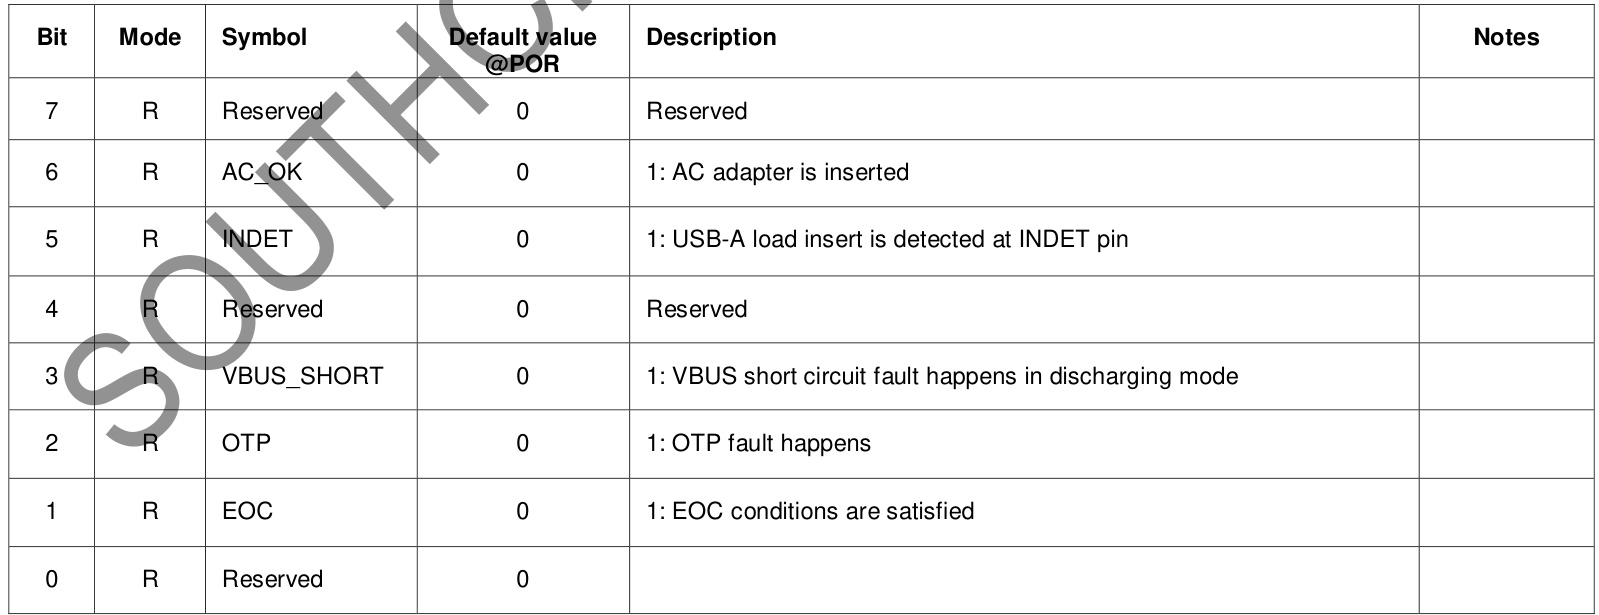 Bit Mode Symbol Default value Description Notes
@POR
7 R Reserved 0 Reserved
6 R AC_OK 0 1: AC adapter is inserted
5 R INDET 0 1: USB-A load insert is detected at INDET pin
4 R Reserved 0 Reserved
3 R VBUS_SHORT 0 1: VBUS short circuit fault happens in discharging mode
2 R OTP 0 1: OTP fault happens
1 R EOC 0 1: EOC conditions are satisfied
0 R Reserved 0